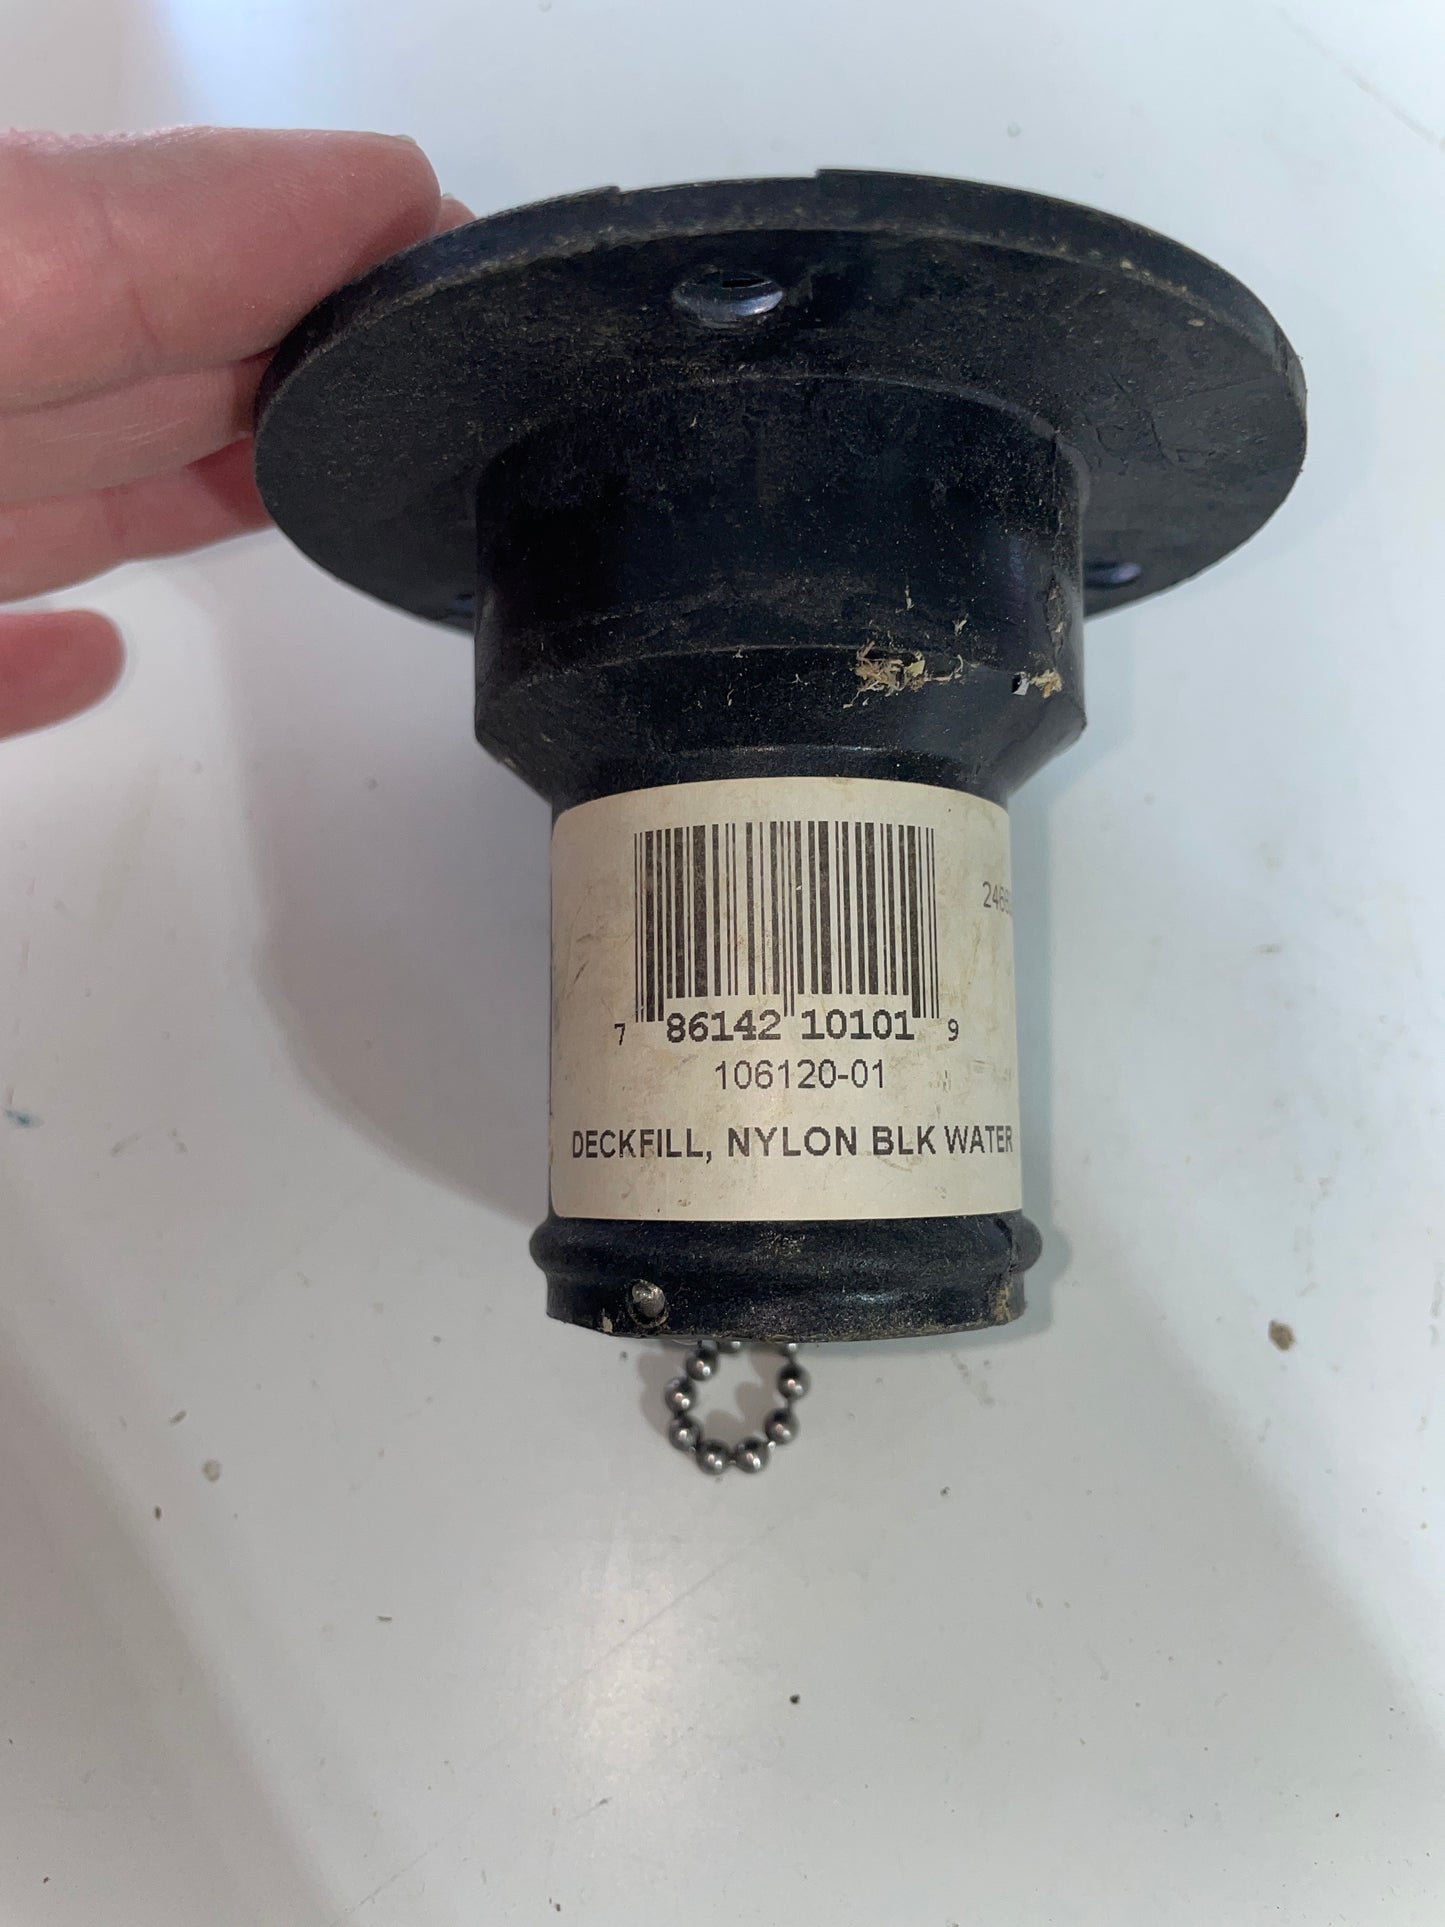 7 86142 10101 9
106120-01
DECKFILL, NYLON BLK WATER